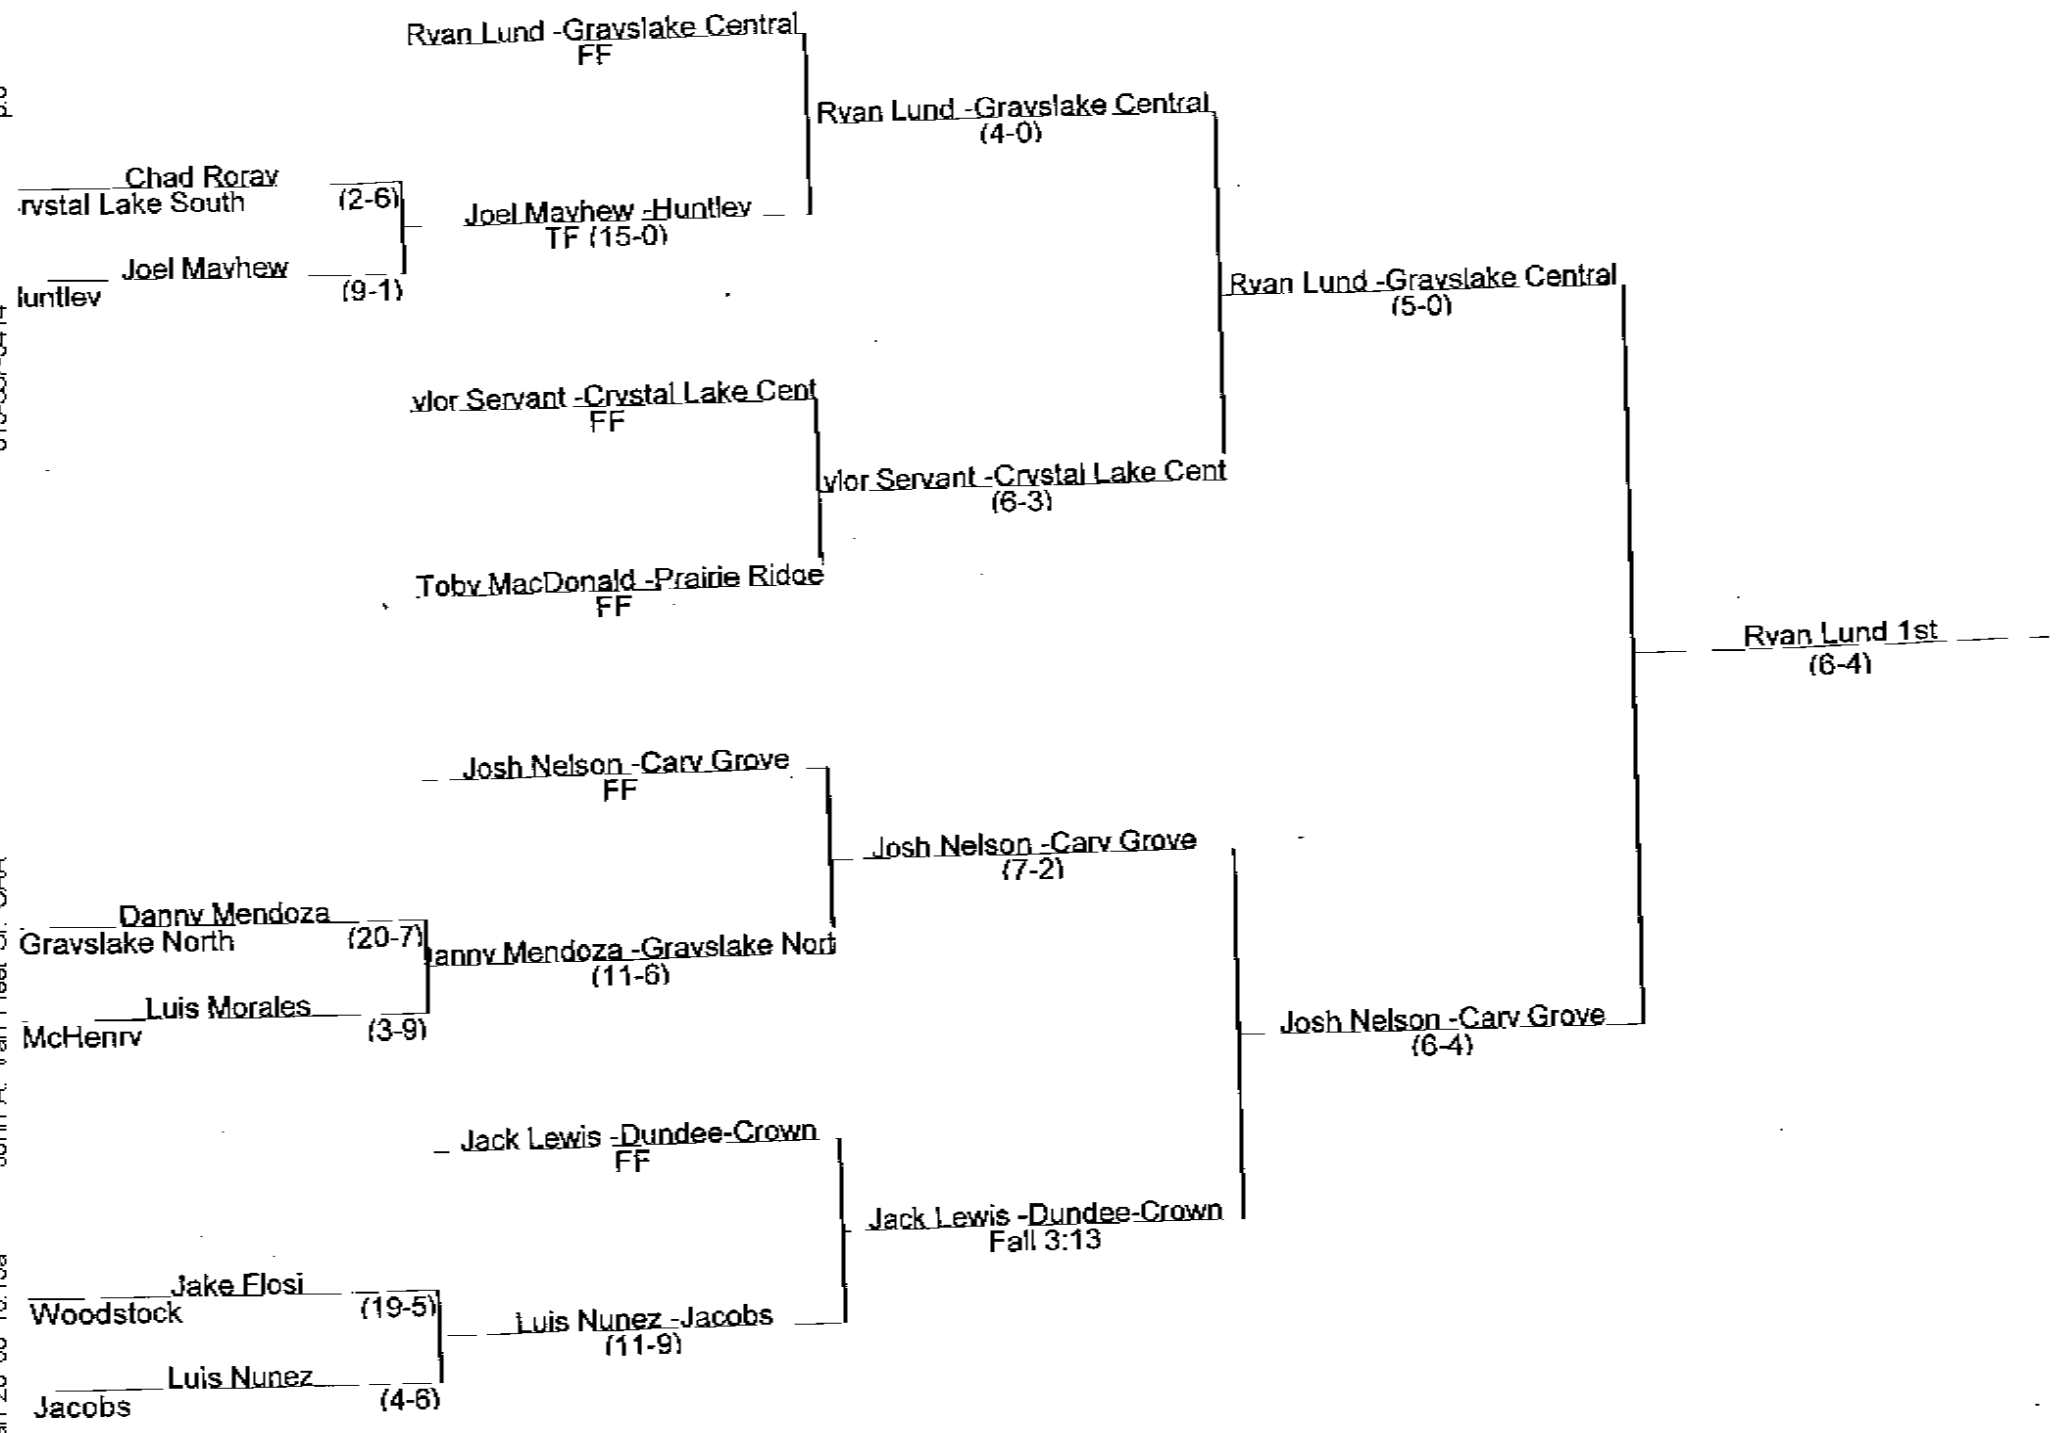 Ryan Lund -Grayslake Central
FF
Ryan Lund -Grayslake Central
(4-0)
Chad Roray
(2-6)
rystal Lake South
Joel Mayhew -Huntley
TF (15-0)
Joel Mayhew
(9-1)
luntley
Ryan Lund -Grayslake Central
(5-0)
ylor Servant -Crystal Lake Cent
FF
ylor Servant -Crystal Lake Cent
(6-3)
Toby MacDonald -Prairie Ridge
FF
Ryan Lund 1st
(6-4)
Josh Nelson -Cary Grove
FF
Josh Nelson -Cary Grove
(7-2)
Danny Mendoza
(20-7)
Grayslake North
anny Mendoza -Grayslake Nort
(11-6)
Luis Morales
(3-9)
McHenry
Josh Nelson -Cary Grove
(6-4)
Jack Lewis -Dundee-Crown
FF
Jack Lewis -Dundee-Crown
Fall 3:13
Jake Flosi
(19-5)
Woodstock
Luis Nunez -Jacobs
(11-9)
Luis Nunez
(4-6)
Jacobs